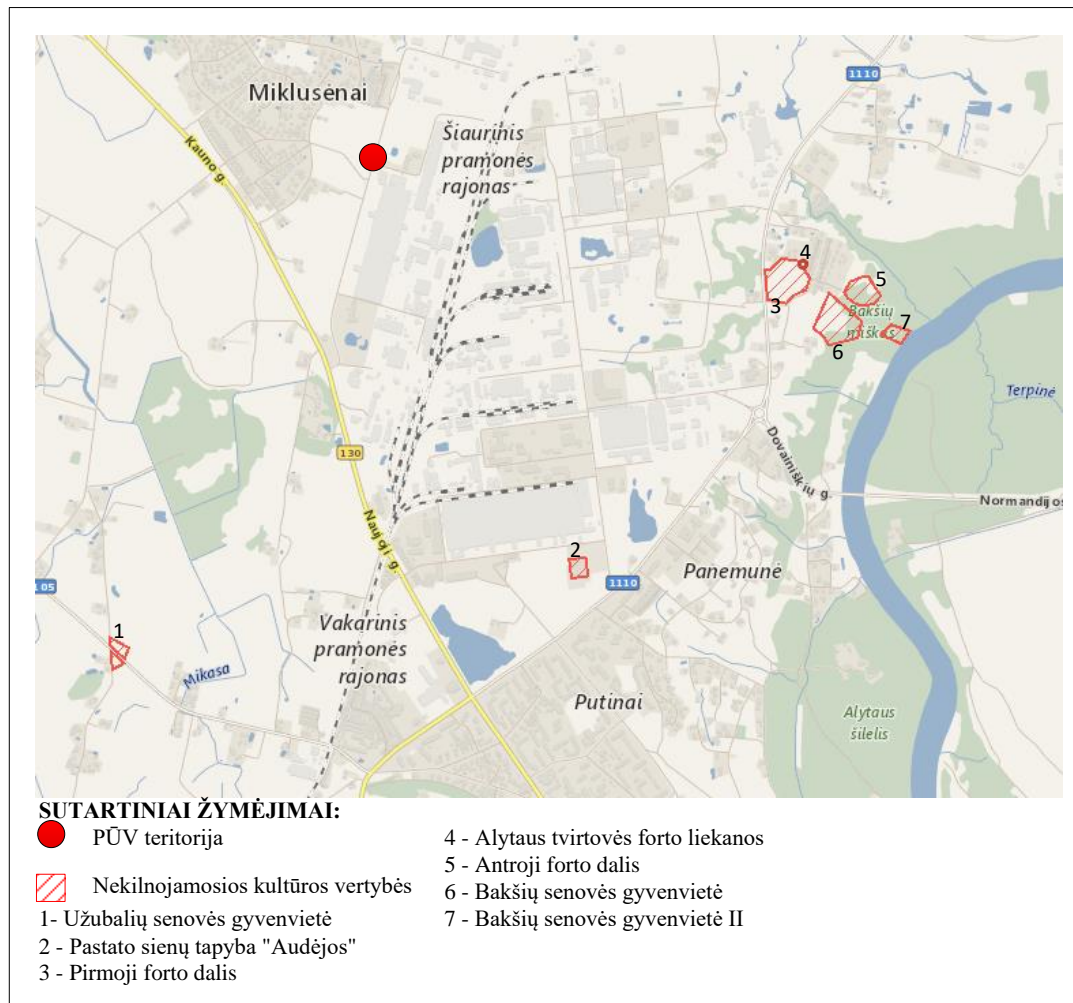 1110
Miklusėnai
Šiaurinis
pramonės
rajonas
Kauno g.
4
5
3
Bakšių
miškas
7
6
Terpinė
Dovainiškių g.
130
Normandijos
Naujoji g.
2
Panemunė
1110
105
1
Vakarinis
pramonės
rajonas
Mikasa
Putinai
Alytaus
šilelis
SUTARTINIAI ŽYMĖJIMAI:
PŪV teritorija
Nekilnojamosios kultūros vertybės
1- Užubalių senovės gyvenvietė
2 - Pastato sienų tapyba "Audėjos"
3 - Pirmoji forto dalis
4 - Alytaus tvirtovės forto liekanos
5 - Antroji forto dalis
6 - Bakšių senovės gyvenvietė
7 - Bakšių senovės gyvenvietė II